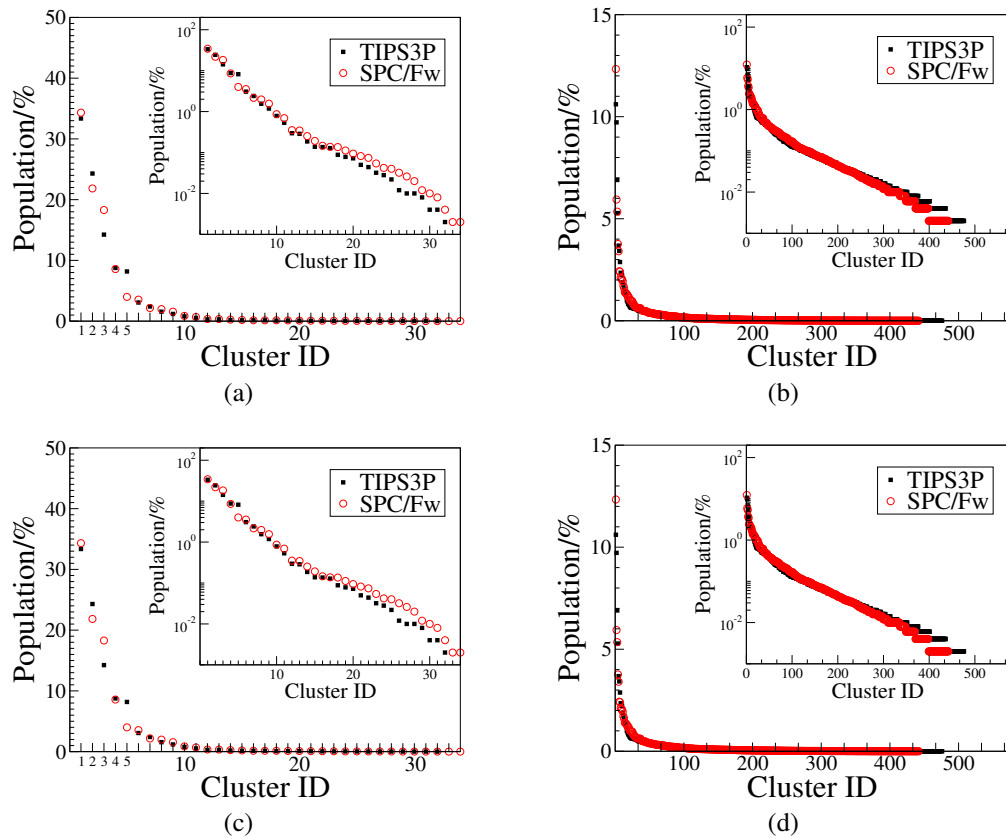 50
40
30
20
10
0
Population/%
1 2 3 4 5
10
20
30
Cluster ID
10^2
10^0
10^-2
Population/%
0
10
20
30
Cluster ID
TIPS3P
SPC/Fw
(a)
15
10
5
0
Population/%
100
200
300
400
500
Cluster ID
10^2
10^0
10^-2
Population/%
0
100
200
300
400
500
Cluster ID
TIPS3P
SPC/Fw
(b)
50
40
30
20
10
0
Population/%
1 2 3 4 5
10
20
30
Cluster ID
10^2
10^0
10^-2
Population/%
0
10
20
30
Cluster ID
TIPS3P
SPC/Fw
(c)
15
10
5
0
Population/%
100
200
300
400
500
Cluster ID
10^2
10^0
10^-2
Population/%
0
100
200
300
400
500
Cluster ID
TIPS3P
SPC/Fw
(d)